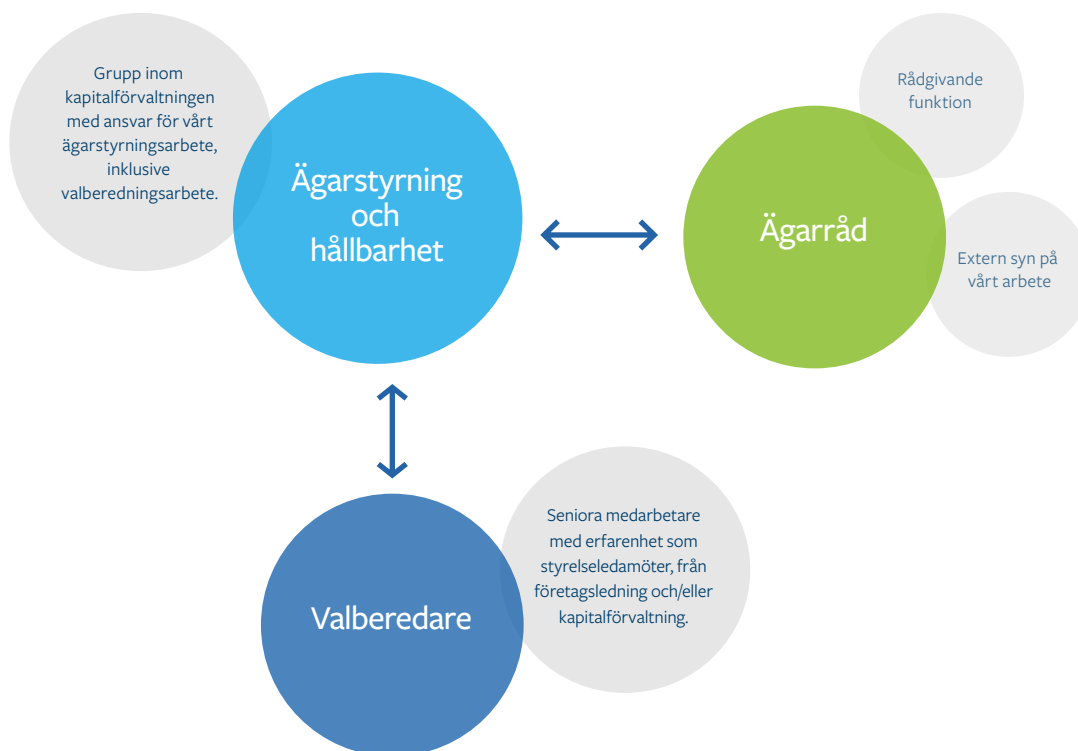 Grupp inom
kapitalförvaltningen
med ansvar för vårt
ägarstyrningsarbete,
inklusive
valberedningsarbete.
Ägarstyrning
och
hållbarhet
Ägarråd
Rådgivande
funktion
Extern syn på
vårt arbete
Valberedare
Seniora medarbetare
med erfarenhet som
styrelseledamöter, från
företagsledning och/eller
kapitalförvaltning.